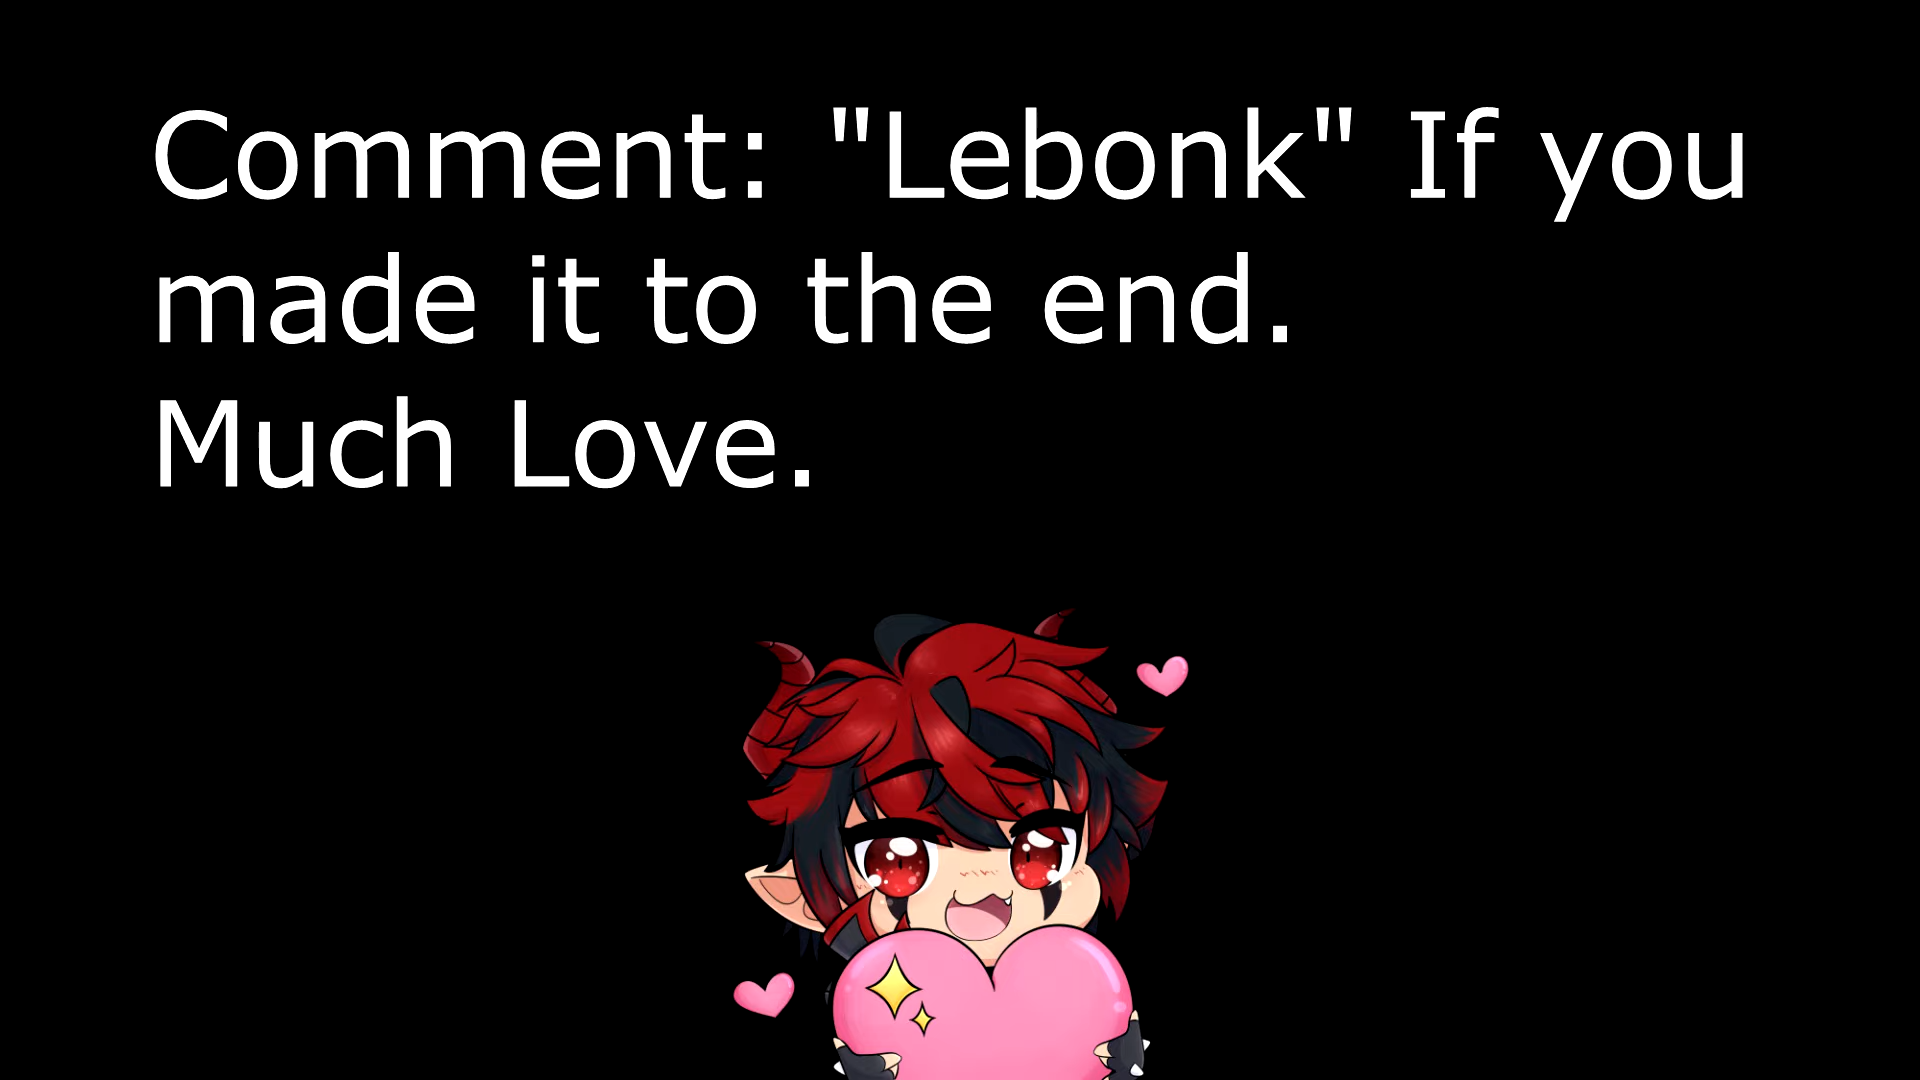 Comment: "Lebonk" If you
made it to the end.
Much Love.